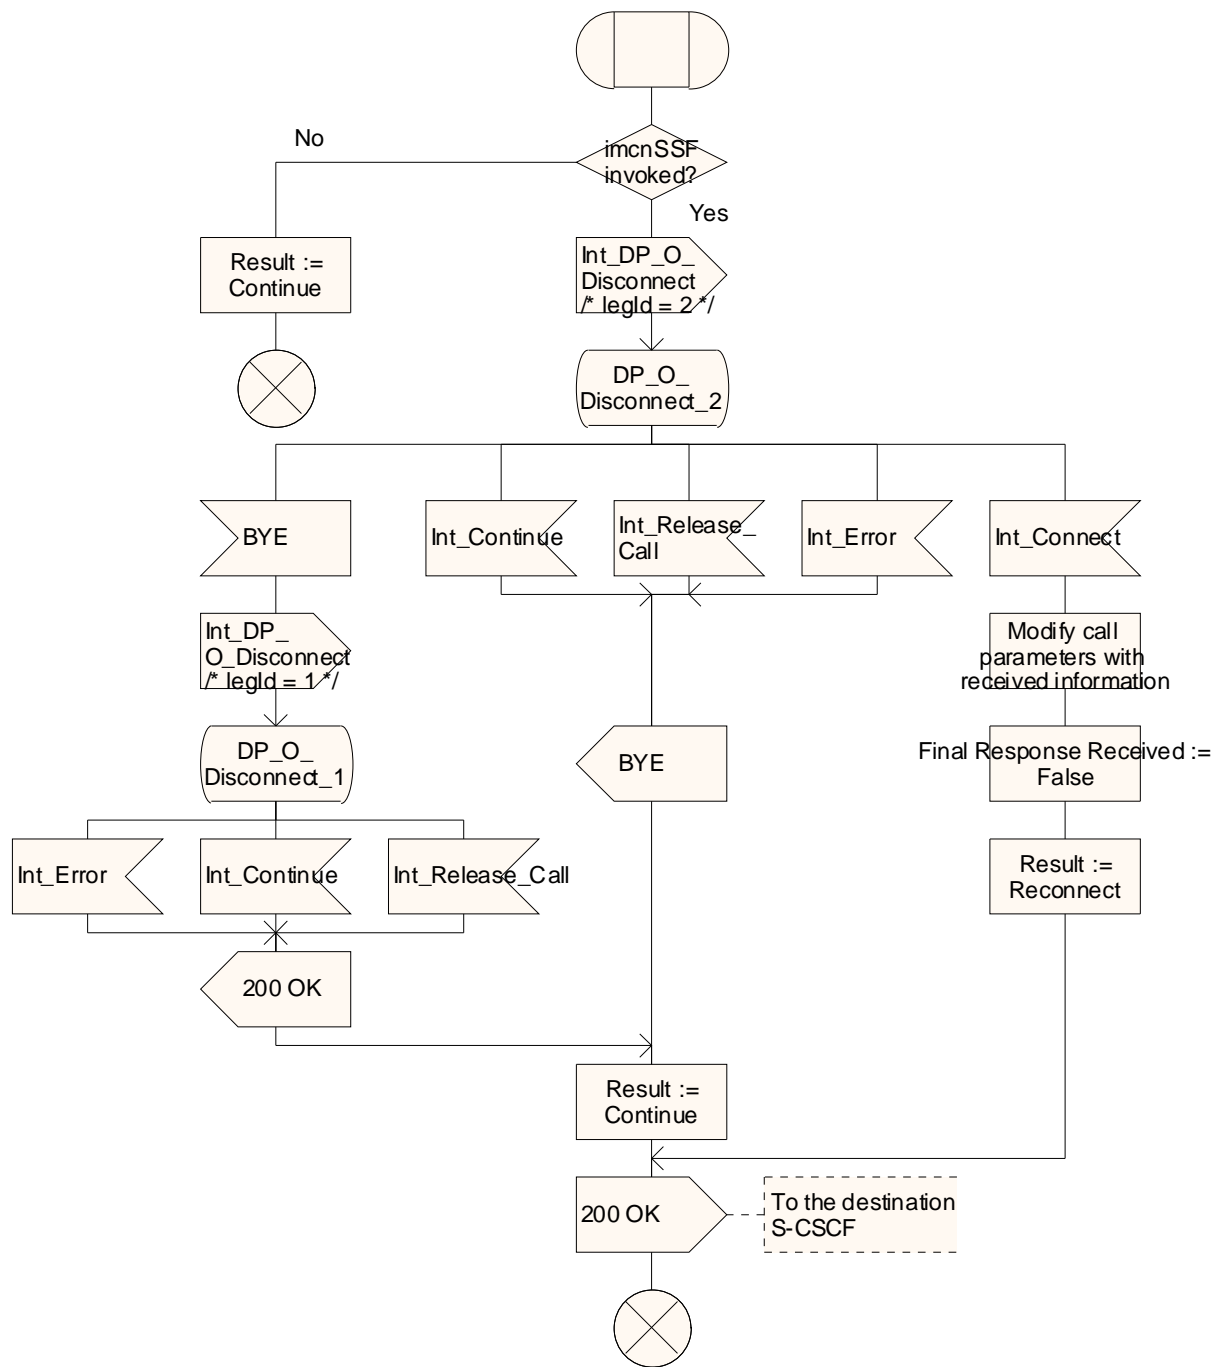 No
imcnSSF
invoked?
Yes
Result :=
Continue
Int_DP_O_
Disconnect
/* legId = 2 */
DP_O_
Disconnect_2
BYE
Int_Continue
Int_Release_
Call
Int_Error
Int_Connect
Int_DP_
O_Disconnect
/* legId = 1 */
Modify call
parameters with
received information
DP_O_
Disconnect_1
BYE
Final Response Received :=
False
Int_Error
Int_Continue
Int_Release_Call
Result :=
Reconnect
200 OK
Result :=
Continue
200 OK
To the destination
S-CSCF